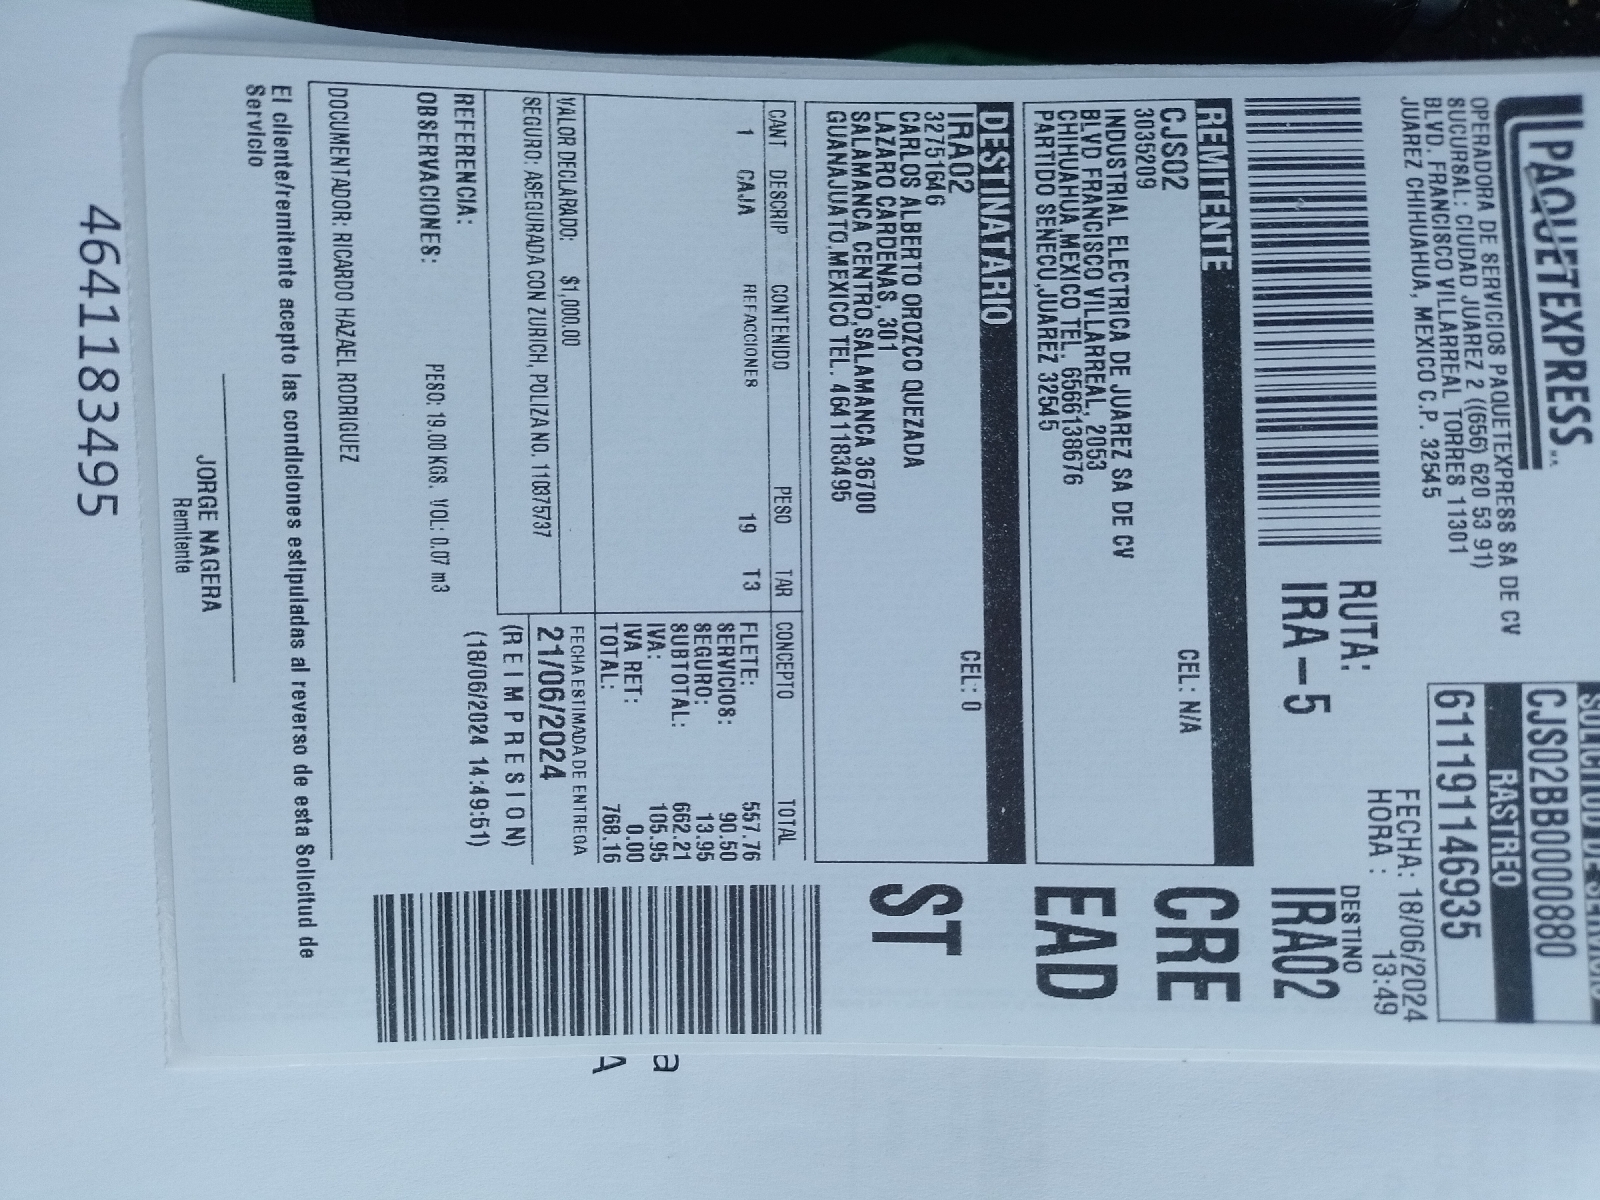 PAQUETEXPRESS
OPERADORA DE SERVICIOS PAQUETEXPRESS SA DE CV
SUCURSAL: CIUDAD JUAREZ 2 ((656) 620 53 91)
BLVD. FRANCISCO VILLARREAL TORRES 11301
JUAREZ CHIHUAHUA, MEXICO C.P. 32545
SOLICITUD DE SERVICIO
CJS02BB0000880
RASTREO
611191146935
FECHA: 18/06/2024
HORA : 13:49
RUTA:
IRA-5
DESTINO
IRA02
REMITENTE
CJS02
3035209 CEL: N/A
INDUSTRIAL ELECTRICA DE JUAREZ SA DE CV
BLVD FRANCISCO VILLARREAL, 2053
CHIHUAHUA,MEXICO TEL. 6566138676
PARTIDO SENECU,JUAREZ 32545
CRE
EAD
ST
DESTINATARIO
IRA02
3275164 6 CEL: 0
CARLOS ALBERTO OROZCO QUEZADA
LAZARO CARDENAS, 301
SALAMANCA CENTRO,SALAMANCA 36700
GUANAJUATO,MEXICO TEL. 4641183495
CANT DESCRIP CONTENIDO PESO TAR CONCEPTO TOTAL
1 CAJA REFACCIONES 19 T3 FLETE: 557.76
SERVICIOS: 90.50
SEGURO: 13.95
SUBTOTAL: 662.21
IVA: 105.95
IVA RET: 0.00
TOTAL: 768.16
VALOR DECLARADO: $1,000.00
SEGURO: ASEGURADA CON ZURICH, POLIZA NO. 110375737
FECHA ESTIMADA DE ENTREGA
21/06/2024
(R E I M P R E S I O N)
(18/06/2024 14:49:51)
REFERENCIA:
OBSERVACIONES: PESO: 19.00 KGS. VOL: 0.07 m3
DOCUMENTADOR: RICARDO HAZAEL RODRIGUEZ
El cliente/remitente acepto las condiciones estipuladas al reverso de esta Solicitud de
Servicio
JORGE NAGERA
Remitente
4641183495
a
A